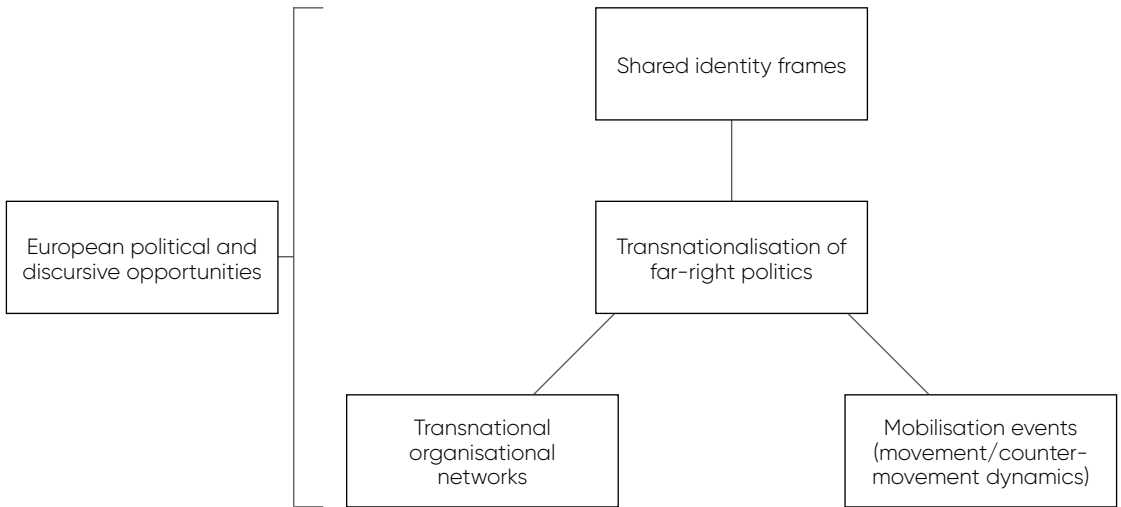 Shared identity frames
European political and
discursive opportunities
Transnationalisation of
far-right politics
Transnational
organisational
networks
Mobilisation events
(movement/counter-
movement dynamics)